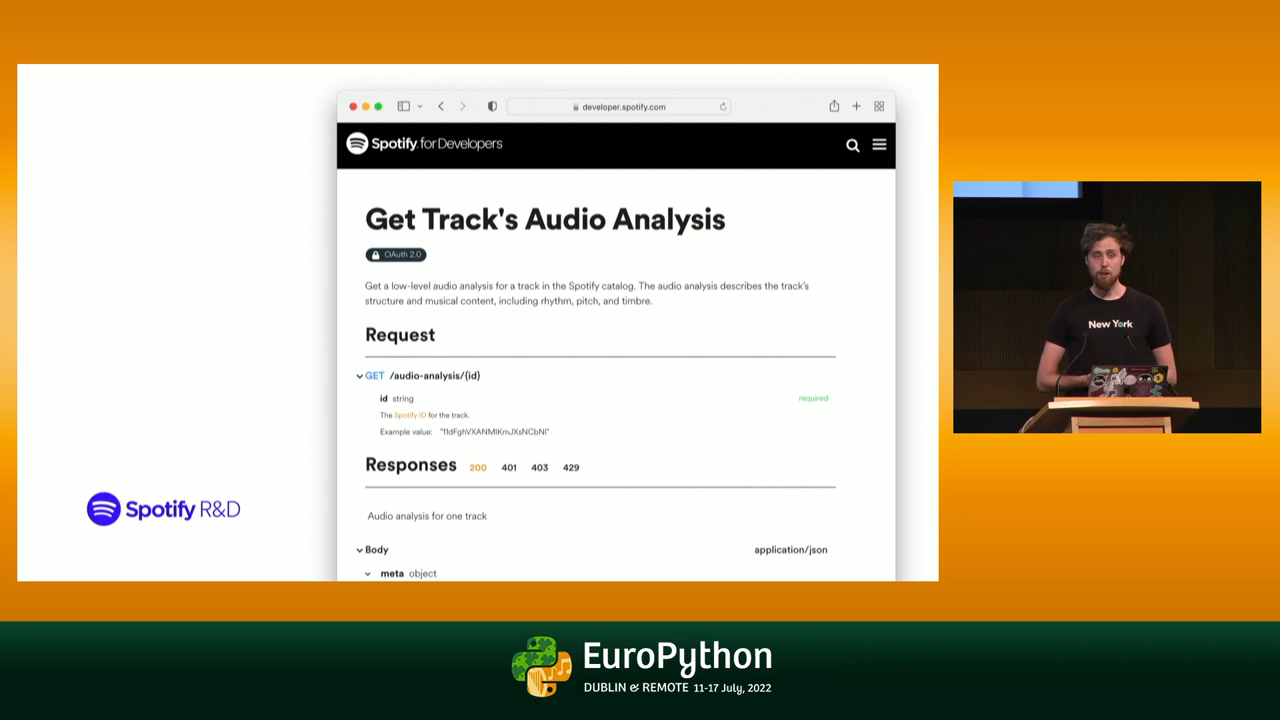 developer.spotify.com
Spotify for Developers
Get Track's Audio Analysis
OAuth 2.0
Get a low-level audio analysis for a track in the Spotify catalog. The audio analysis describes the track's
structure and musical content, including rhythm, pitch, and timbre.
Request
GET /audio-analysis/{id}
id string required
The Spotify ID for the track.
Example value: "11dFghVXANMlKmJXsNCbNl"
Responses 200 401 403 429
Audio analysis for one track
Body application/json
meta object
Spotify R&D
New York
EuroPython
DUBLIN & REMOTE 11-17 July, 2022